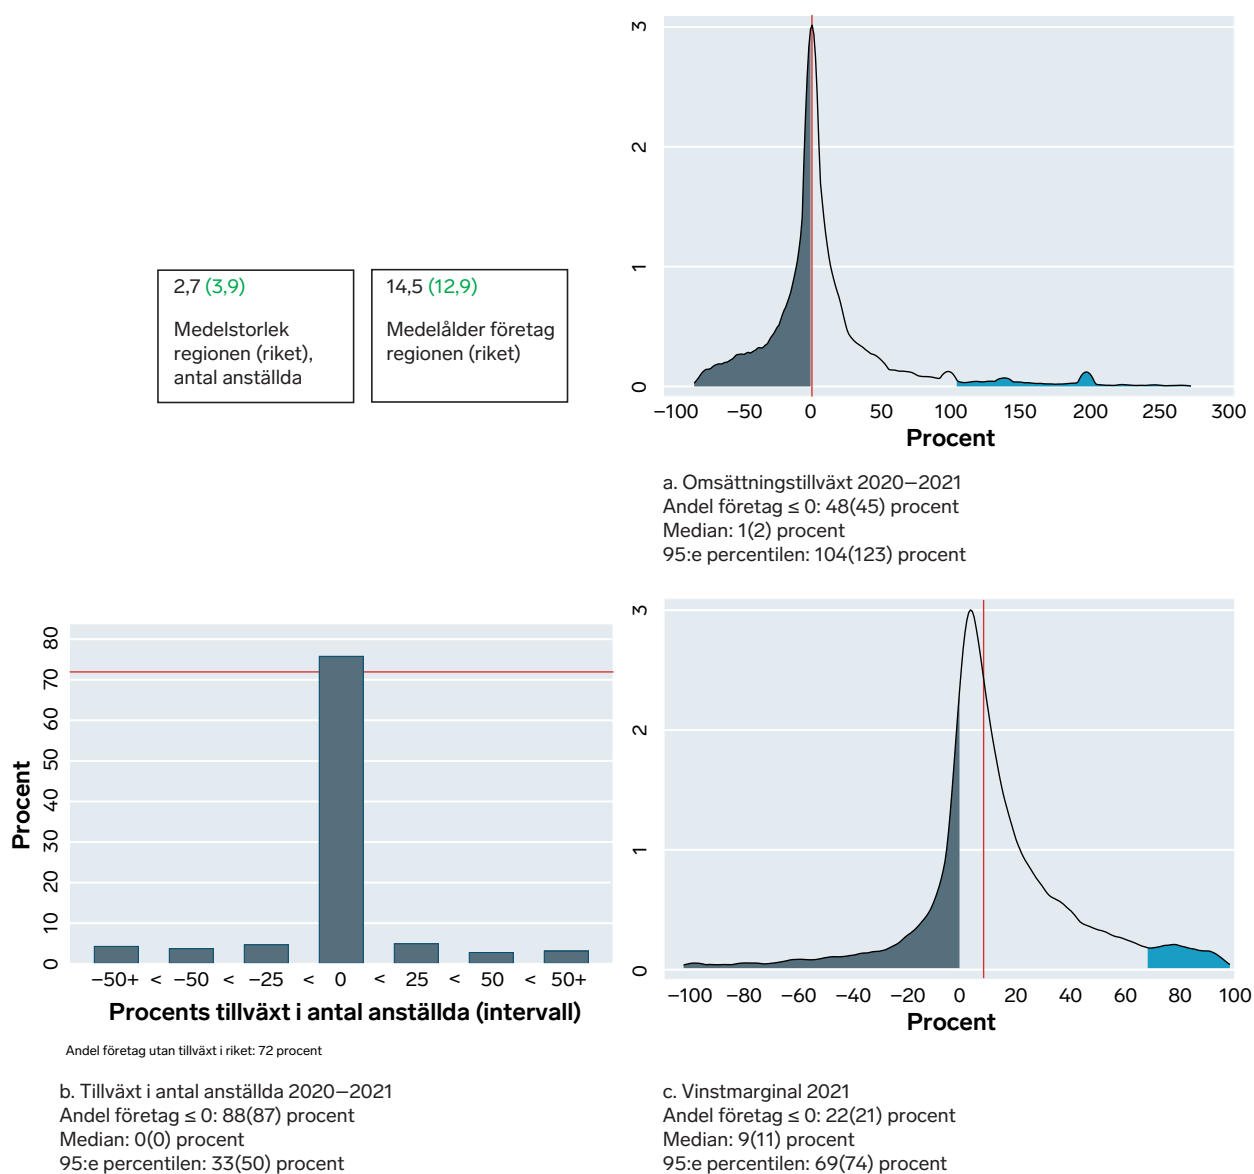 3
2
1
0
−100 −50 0 50 100 150 200 250 300
Procent
2,7 (3,9)
Medelstorlek
regionen (riket),
antal anställda
14,5 (12,9)
Medelålder företag
regionen (riket)
a. Omsättningstillväxt 2020–2021
Andel företag ≤ 0: 48(45) procent
Median: 1(2) procent
95:e percentilen: 104(123) procent
Procent
80
70
60
50
40
30
20
10
0
−50+ < −50 < −25 < 0 < 25 < 50 < 50+
Procents tillväxt i antal anställda (intervall)
Andel företag utan tillväxt i riket: 72 procent
b. Tillväxt i antal anställda 2020–2021
Andel företag ≤ 0: 88(87) procent
Median: 0(0) procent
95:e percentilen: 33(50) procent
3
2
1
0
−100 −80 −60 −40 −20 0 20 40 60 80 100
Procent
c. Vinstmarginal 2021
Andel företag ≤ 0: 22(21) procent
Median: 9(11) procent
95:e percentilen: 69(74) procent